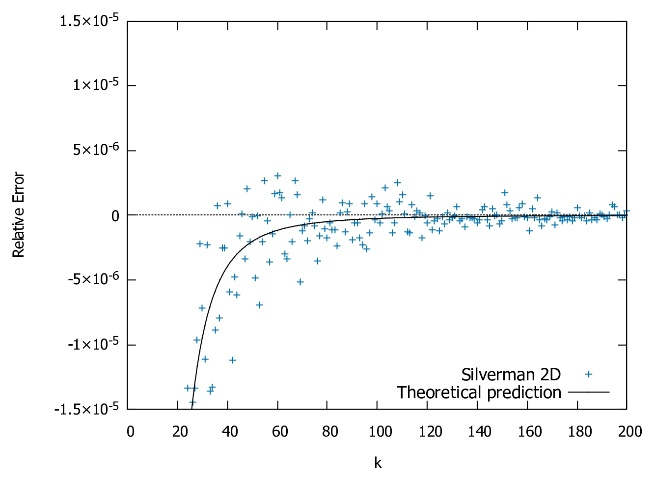 1.5×10⁻⁵
1×10⁻⁵
5×10⁻⁶
0
-5×10⁻⁶
-1×10⁻⁵
-1.5×10⁻⁵
Relative Error
Silverman 2D
Theoretical prediction
0 20 40 60 80 100 120 140 160 180 200
k